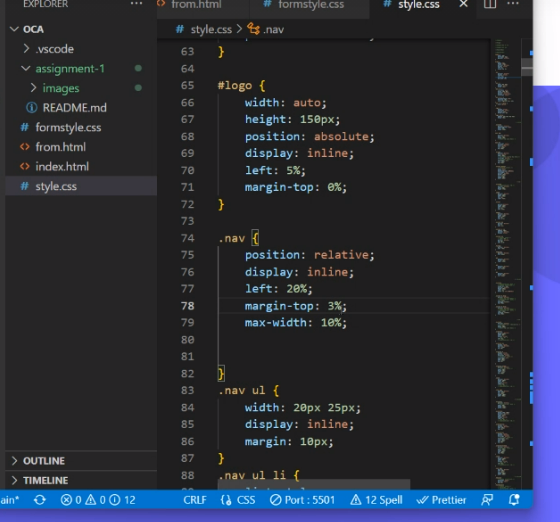 EXPLORER ···
from.html
formstyle.css
# style.css ×
OCA
# style.css > .nav
> .vscode
assignment-1
> images
README.md
# formstyle.css
<> from.html
<> index.html
# style.css
63 }
64
65 #logo {
66 width: auto;
67 height: 150px;
68 position: absolute;
69 display: inline;
70 left: 5%;
71 margin-top: 0%;
72 }
73
74 .nav {
75 position: relative;
76 display: inline;
77 left: 20%;
78 margin-top: 3%;
79 max-width: 10%;
80
81
82 }
83 .nav ul {
84 width: 20px 25px;
85 display: inline;
86 margin: 10px;
87 }
88 .nav ul li {
> OUTLINE
> TIMELINE
ain* 0 0 12 CRLF CSS Port : 5501 12 Spell Prettier